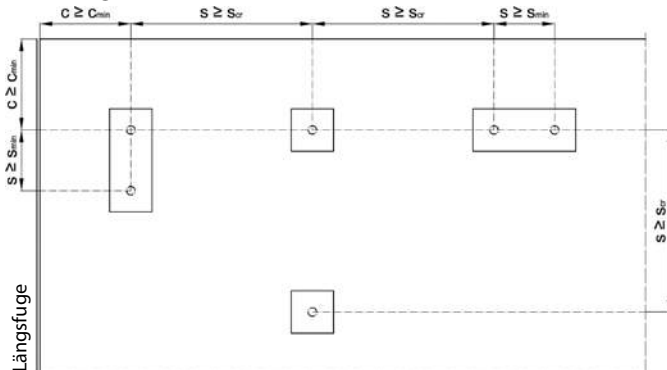 c ≥ cmin
s ≥ scr
s ≥ scr
s ≥ smin
c ≥ cmin
s ≥ smin
s ≥ scr
Längsfuge